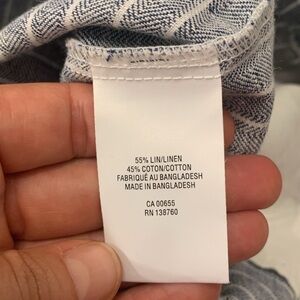 55% LIN/LINEN
45% COTON/COTTON
FABRIQUÉ AU BANGLADESH
MADE IN BANGLADESH
CA 00655
RN 138760